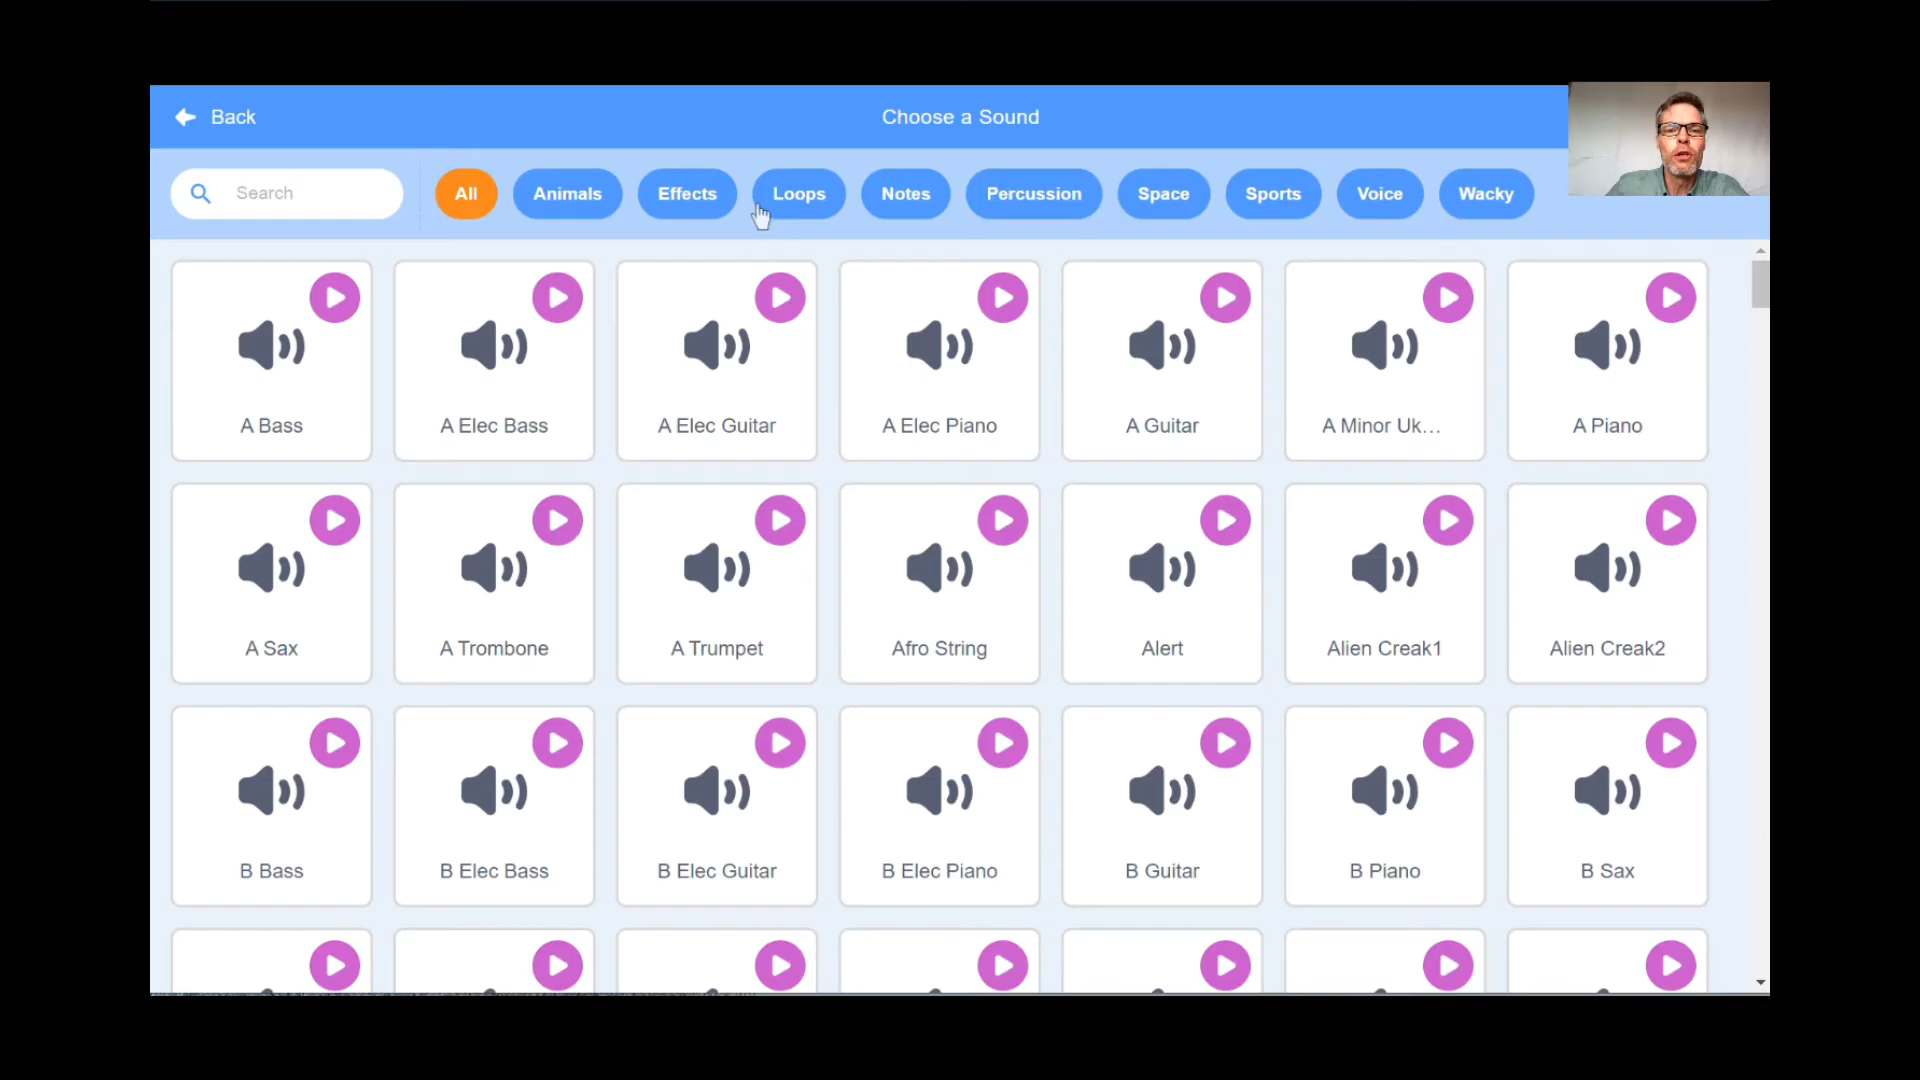 Back
Choose a Sound
Search
All
Animals
Effects
Loops
Notes
Percussion
Space
Sports
Voice
Wacky
A Bass
A Elec Bass
A Elec Guitar
A Elec Piano
A Guitar
A Minor Uk...
A Piano
A Sax
A Trombone
A Trumpet
Afro String
Alert
Alien Creak1
Alien Creak2
B Bass
B Elec Bass
B Elec Guitar
B Elec Piano
B Guitar
B Piano
B Sax